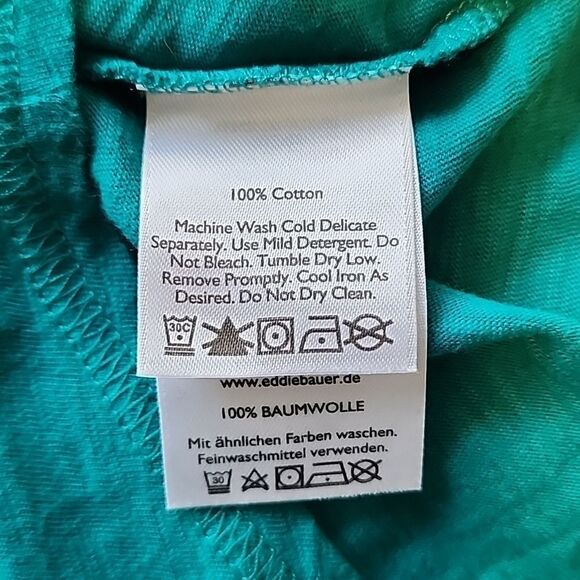 100% Cotton
Machine Wash Cold Delicate
Separately. Use Mild Detergent. Do
Not Bleach. Tumble Dry Low.
Remove Promptly. Cool Iron As
Desired. Do Not Dry Clean.
30C
www.eddiebauer.de
100% BAUMWOLLE
Mit ähnlichen Farben waschen.
Feinwaschmittel verwenden.
30